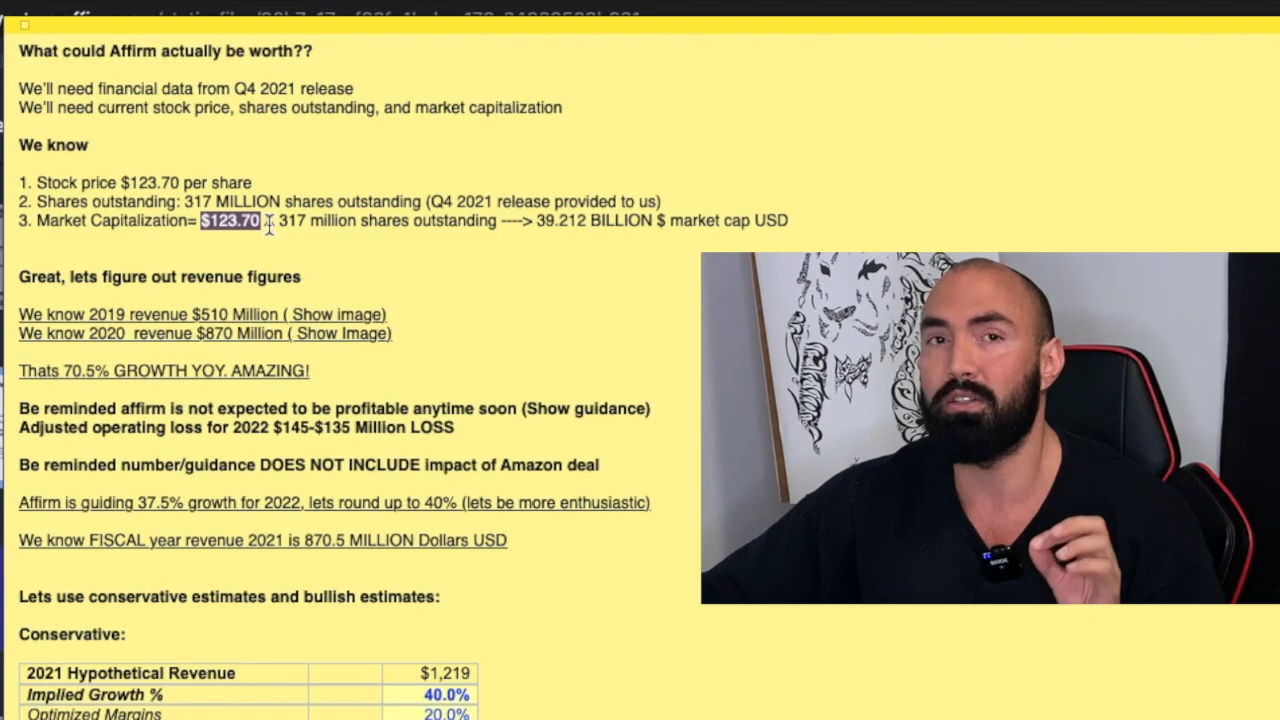 What could Affirm actually be worth??
We'll need financial data from Q4 2021 release
We'll need current stock price, shares outstanding, and market capitalization
We know
1. Stock price $123.70 per share
2. Shares outstanding: 317 MILLION shares outstanding (Q4 2021 release provided to us)
3. Market Capitalization= $123.70 317 million shares outstanding ----> 39.212 BILLION $ market cap USD
Great, lets figure out revenue figures
We know 2019 revenue $510 Million ( Show image)
We know 2020 revenue $870 Million ( Show Image)
Thats 70.5% GROWTH YOY. AMAZING!
Be reminded affirm is not expected to be profitable anytime soon (Show guidance)
Adjusted operating loss for 2022 $145-$135 Million LOSS
Be reminded number/guidance DOES NOT INCLUDE impact of Amazon deal
Affirm is guiding 37.5% growth for 2022, lets round up to 40% (lets be more enthusiastic)
We know FISCAL year revenue 2021 is 870.5 MILLION Dollars USD
Lets use conservative estimates and bullish estimates:
Conservative:
2021 Hypothetical Revenue $1,219
Implied Growth % 40.0%
Optimized Margins 20.0%